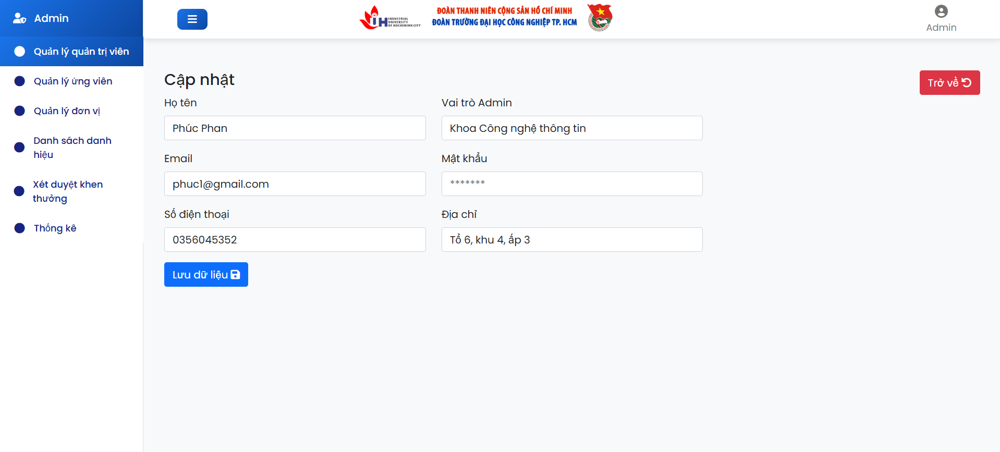 Admin
Quản lý quản trị viên
Quản lý ứng viên
Quản lý đơn vị
Danh sách danh
hiệu
Xét duyệt khen
thưởng
Thống kê
IUH
INDUSTRIAL
UNIVERSITY
OF HOCHIMINH CITY
ĐOÀN THANH NIÊN CỘNG SẢN HỒ CHÍ MINH
ĐOÀN TRƯỜNG ĐẠI HỌC CÔNG NGHIỆP TP. HCM
Admin
Cập nhật
Trở về
Họ tên
Vai trò Admin
Phúc Phan
Khoa Công nghệ thông tin
Email
Mật khẩu
phuc1@gmail.com
*******
Số điện thoại
Địa chỉ
0356045352
Tổ 6, khu 4, ấp 3
Lưu dữ liệu